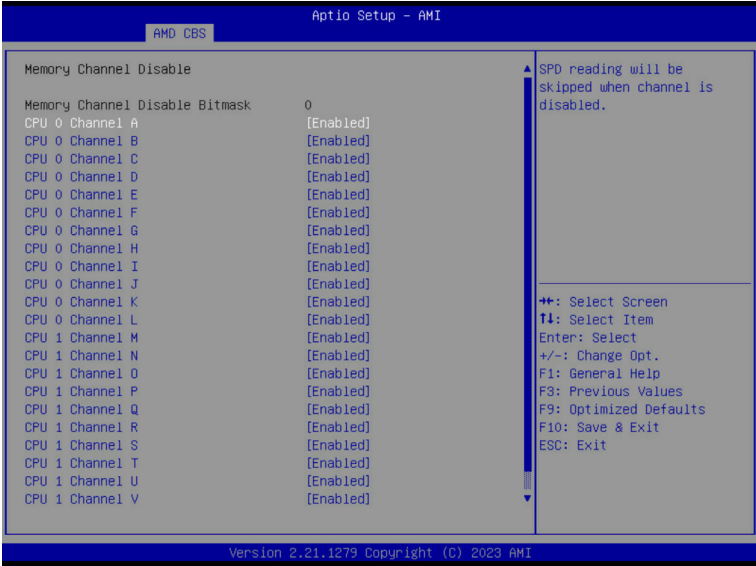 Aptio Setup - AMI
AMD CBS
Memory Channel Disable
Memory Channel Disable Bitmask 0
CPU 0 Channel A [Enabled]
CPU 0 Channel B [Enabled]
CPU 0 Channel C [Enabled]
CPU 0 Channel D [Enabled]
CPU 0 Channel E [Enabled]
CPU 0 Channel F [Enabled]
CPU 0 Channel G [Enabled]
CPU 0 Channel H [Enabled]
CPU 0 Channel I [Enabled]
CPU 0 Channel J [Enabled]
CPU 0 Channel K [Enabled]
CPU 0 Channel L [Enabled]
CPU 1 Channel M [Enabled]
CPU 1 Channel N [Enabled]
CPU 1 Channel O [Enabled]
CPU 1 Channel P [Enabled]
CPU 1 Channel Q [Enabled]
CPU 1 Channel R [Enabled]
CPU 1 Channel S [Enabled]
CPU 1 Channel T [Enabled]
CPU 1 Channel U [Enabled]
CPU 1 Channel V [Enabled]
SPD reading will be
skipped when channel is
disabled.
→←: Select Screen
↑↓: Select Item
Enter: Select
+/-: Change Opt.
F1: General Help
F3: Previous Values
F9: Optimized Defaults
F10: Save & Exit
ESC: Exit
Version 2.21.1279 Copyright (C) 2023 AMI